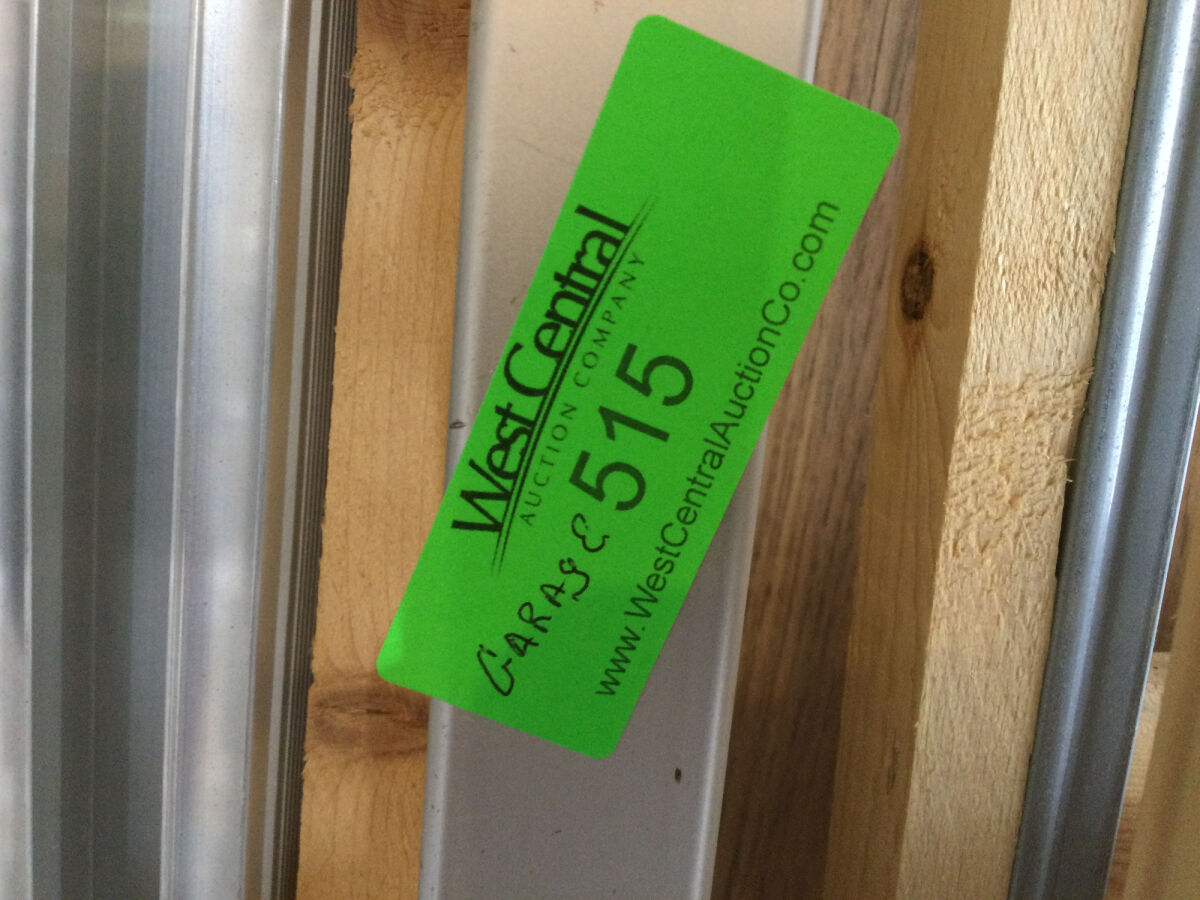 West Central
AUCTION COMPANY
GARAGE 515
www.WestCentralAuctionCo.com